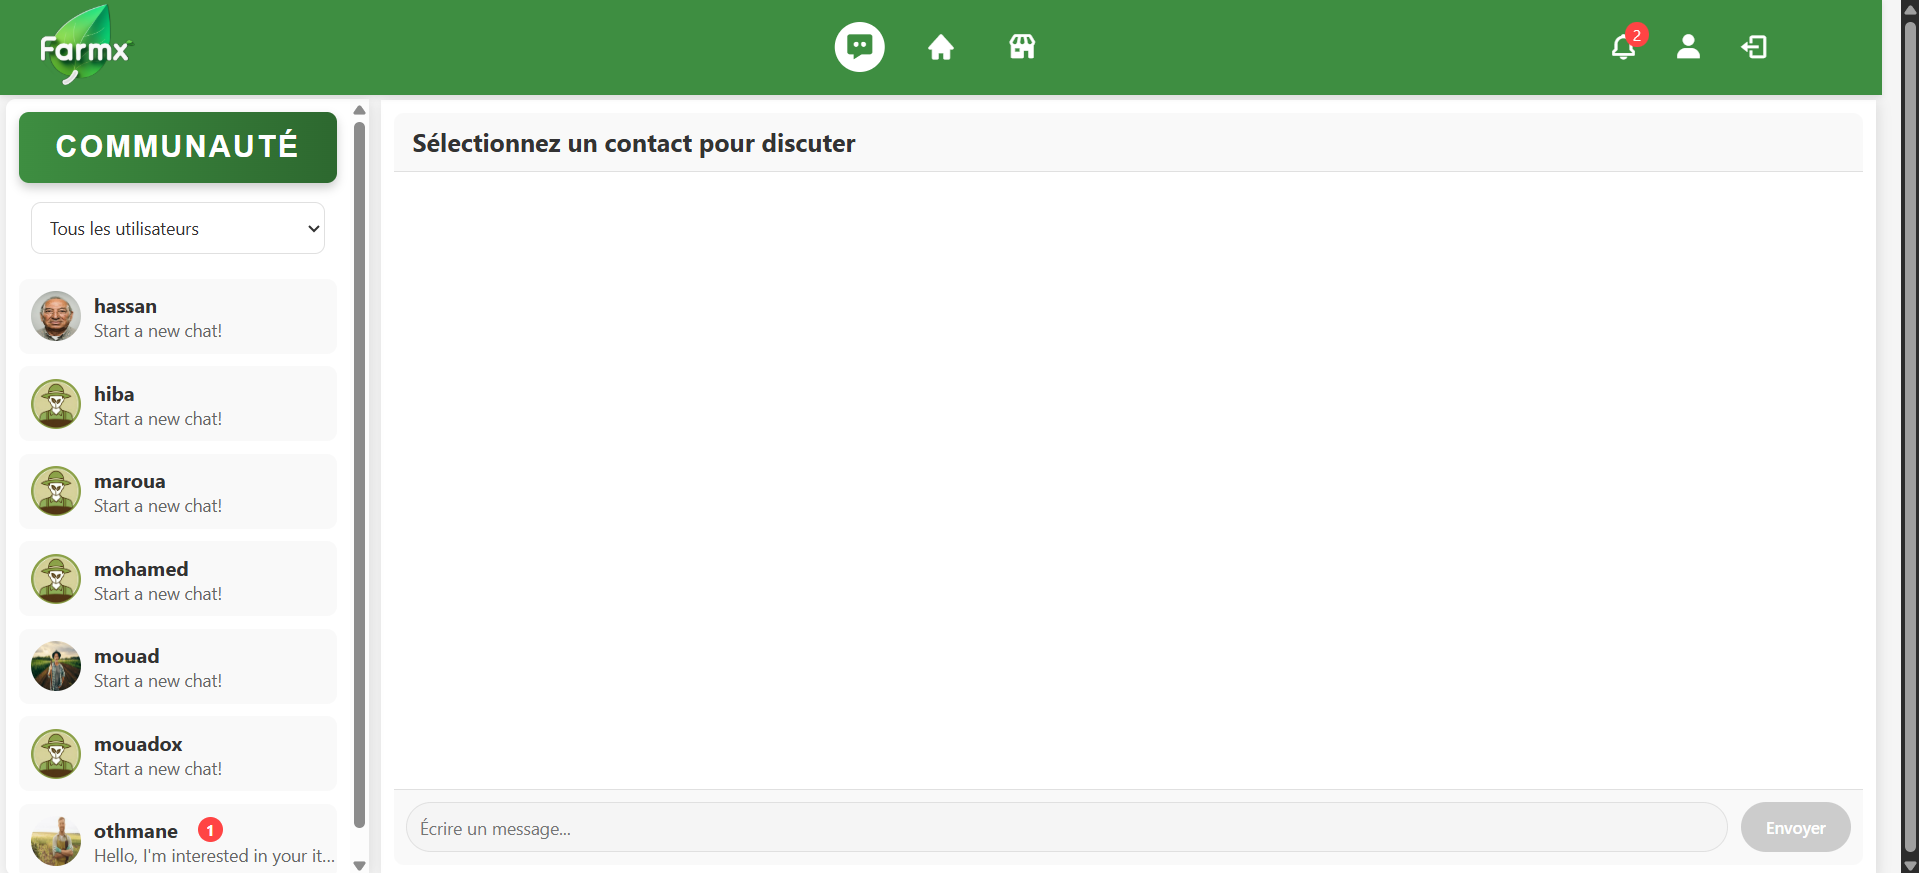 Farmx
2
COMMUNAUTÉ
Tous les utilisateurs
hassan
Start a new chat!
hiba
Start a new chat!
maroua
Start a new chat!
mohamed
Start a new chat!
mouad
Start a new chat!
mouadox
Start a new chat!
othmane 1
Hello, I'm interested in your it...
Sélectionnez un contact pour discuter
Écrire un message...
Envoyer